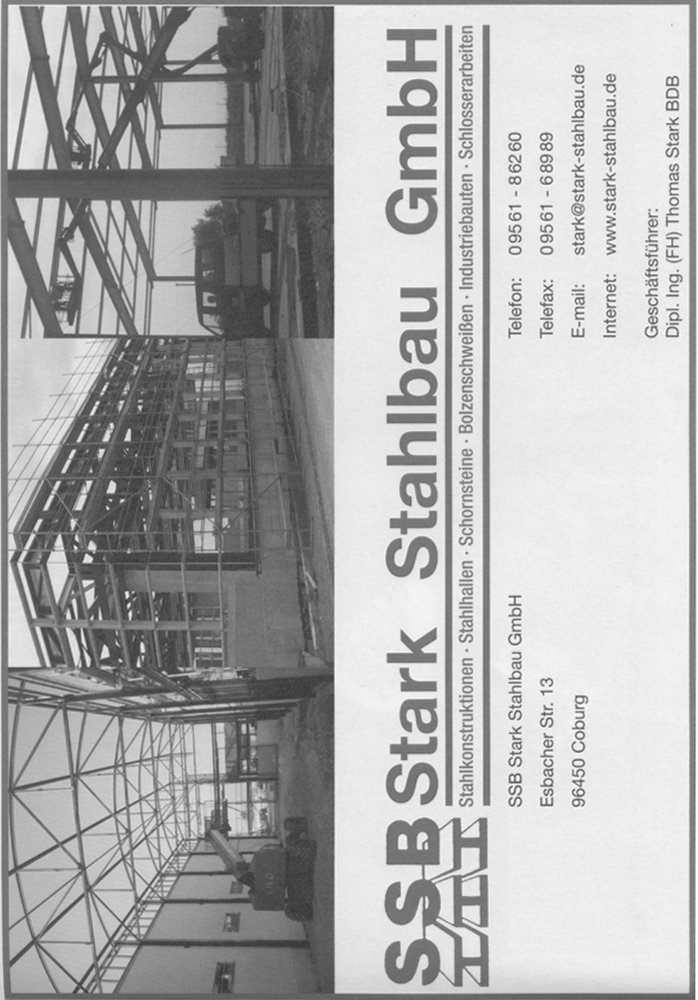 SSB Stark Stahlbau GmbH
Stahlkonstruktionen · Stahlhallen · Schornsteine · Bolzenschweißen · Industriebauten · Schlosserarbeiten
SSB Stark Stahlbau GmbH
Esbacher Str. 13
96450 Coburg
Telefon: 09561 - 86260
Telefax: 09561 - 68989
E-mail: stark@stark-stahlbau.de
Internet: www.stark-stahlbau.de
Geschäftsführer:
Dipl. Ing. (FH) Thomas Stark BDB